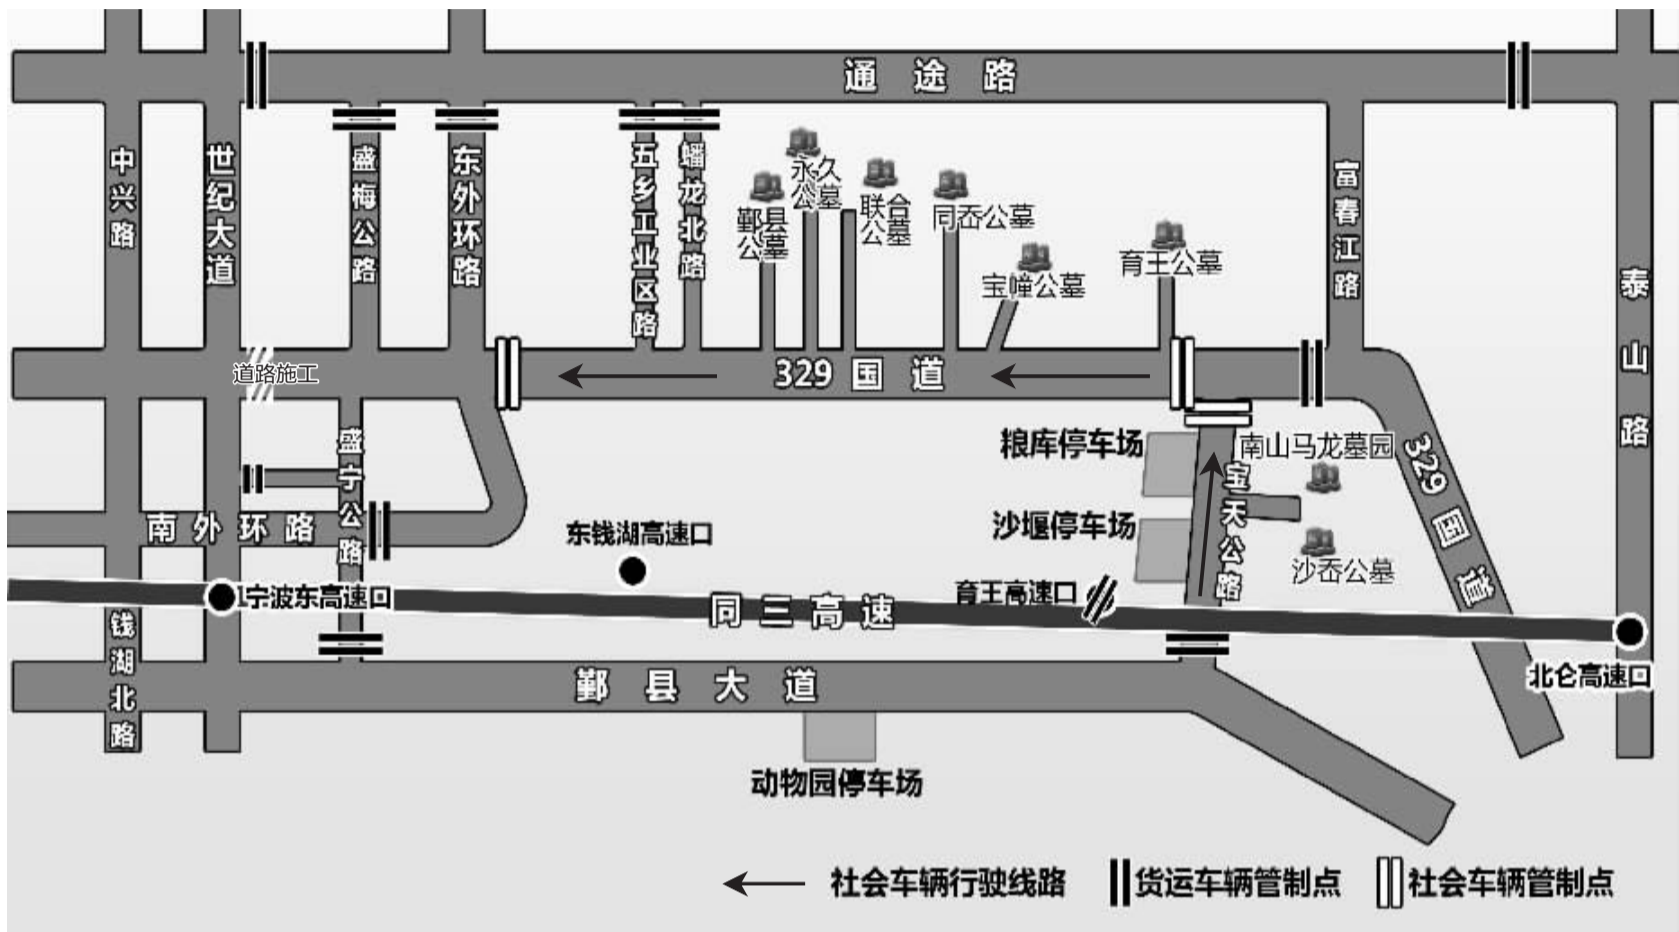 通途路
中兴路
世纪大道
盛梅公路
东外环路
五乡工业区路
蟠龙北路
鄞县
公墓
永久
公墓
联合
公墓
同岙公墓
宝幢公墓
育王公墓
富春江路
泰山路
道路施工
329国道
粮库停车场
南山马龙墓园
329国道
盛宁公路
南外环路
东钱湖高速口
沙堰停车场
宝天公路
沙岙公墓
宁波东高速口
同三高速
育王高速口
钱湖北路
鄞县大道
北仑高速口
动物园停车场
社会车辆行驶线路
货运车辆管制点
社会车辆管制点